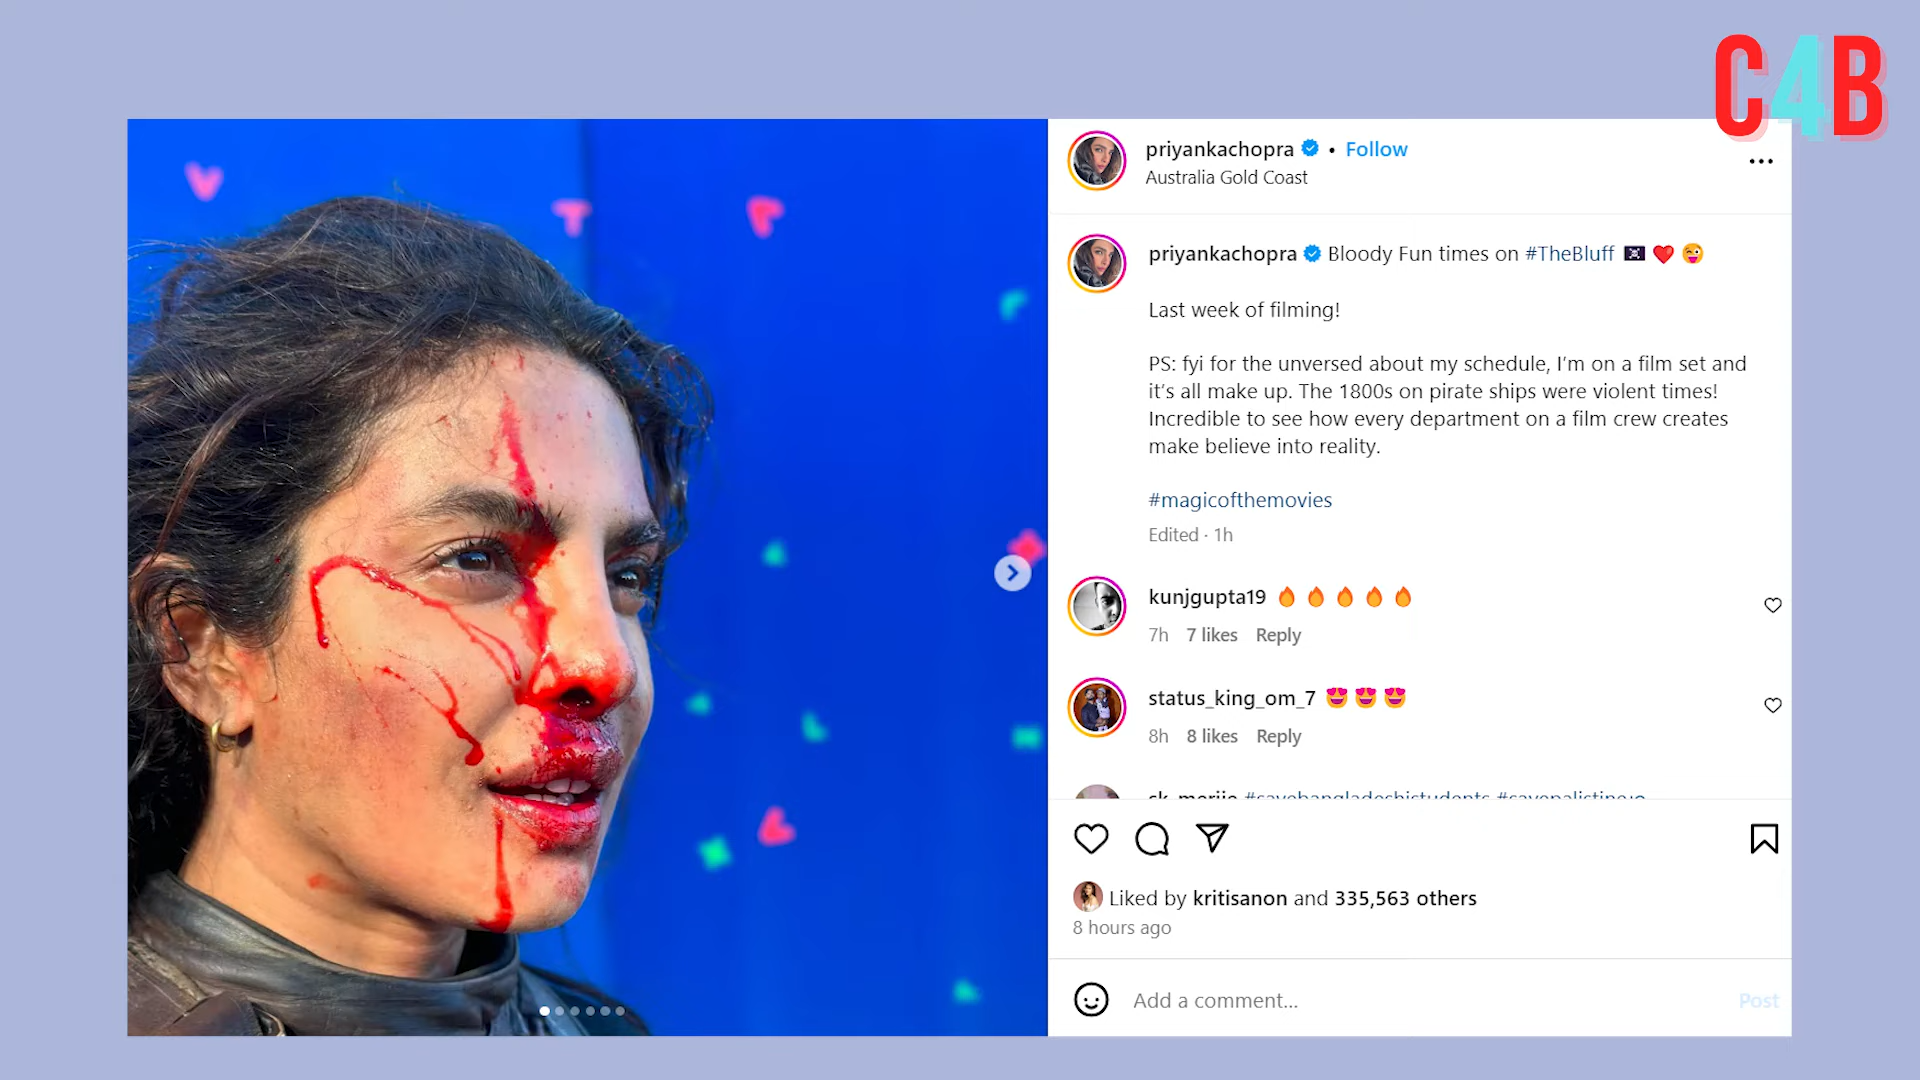 C4B
priyankachopra • Follow
Australia Gold Coast
priyankachopra Bloody Fun times on #TheBluff 🏴‍☠️ ❤️ 😜
Last week of filming!
PS: fyi for the unversed about my schedule, I’m on a film set and
it’s all make up. The 1800s on pirate ships were violent times!
Incredible to see how every department on a film crew creates
make believe into reality.
#magicofthemovies
Edited · 1h
kunjgupta19 🔥 🔥 🔥 🔥 🔥
7h 7 likes Reply
status_king_om_7 😍 😍 😍
8h 8 likes Reply
#savebangladeshistudents
Liked by kritisanon and 335,563 others
8 hours ago
Add a comment...
Post